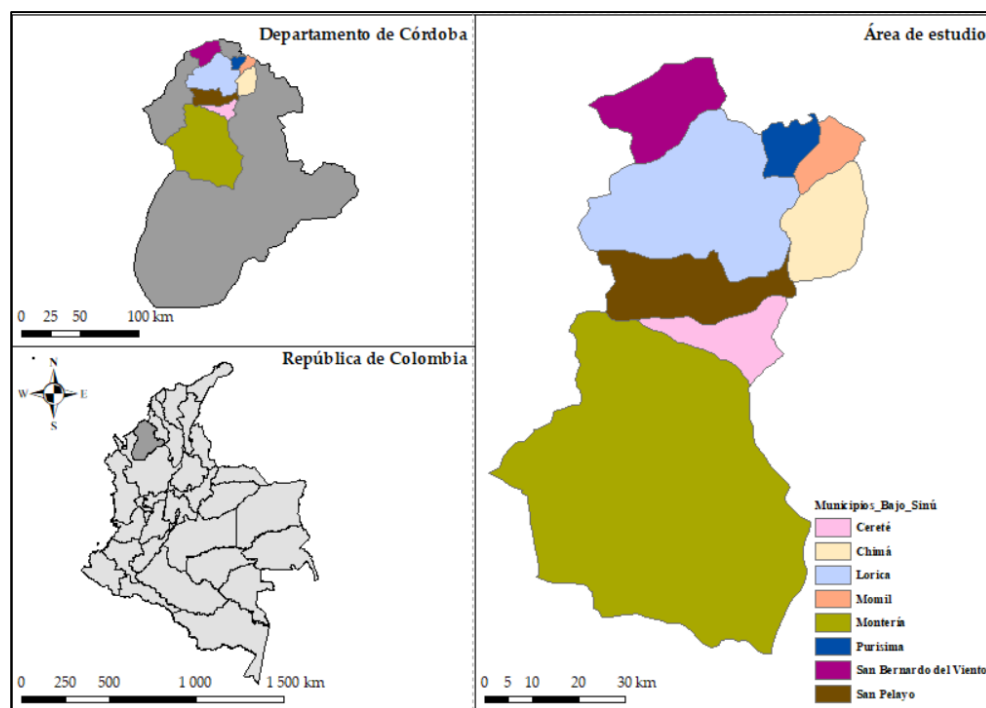 Departamento de Córdoba
0 25 50 100 km
República de Colombia
N
W E
S
0 250 500 1 000 1 500 km
Área de estudio
Municipios_Bajo_Sinú
Cereté
Chimá
Lorica
Momil
Montería
Purísima
San Bernardo del Viento
San Pelayo
0 5 10 20 30 km